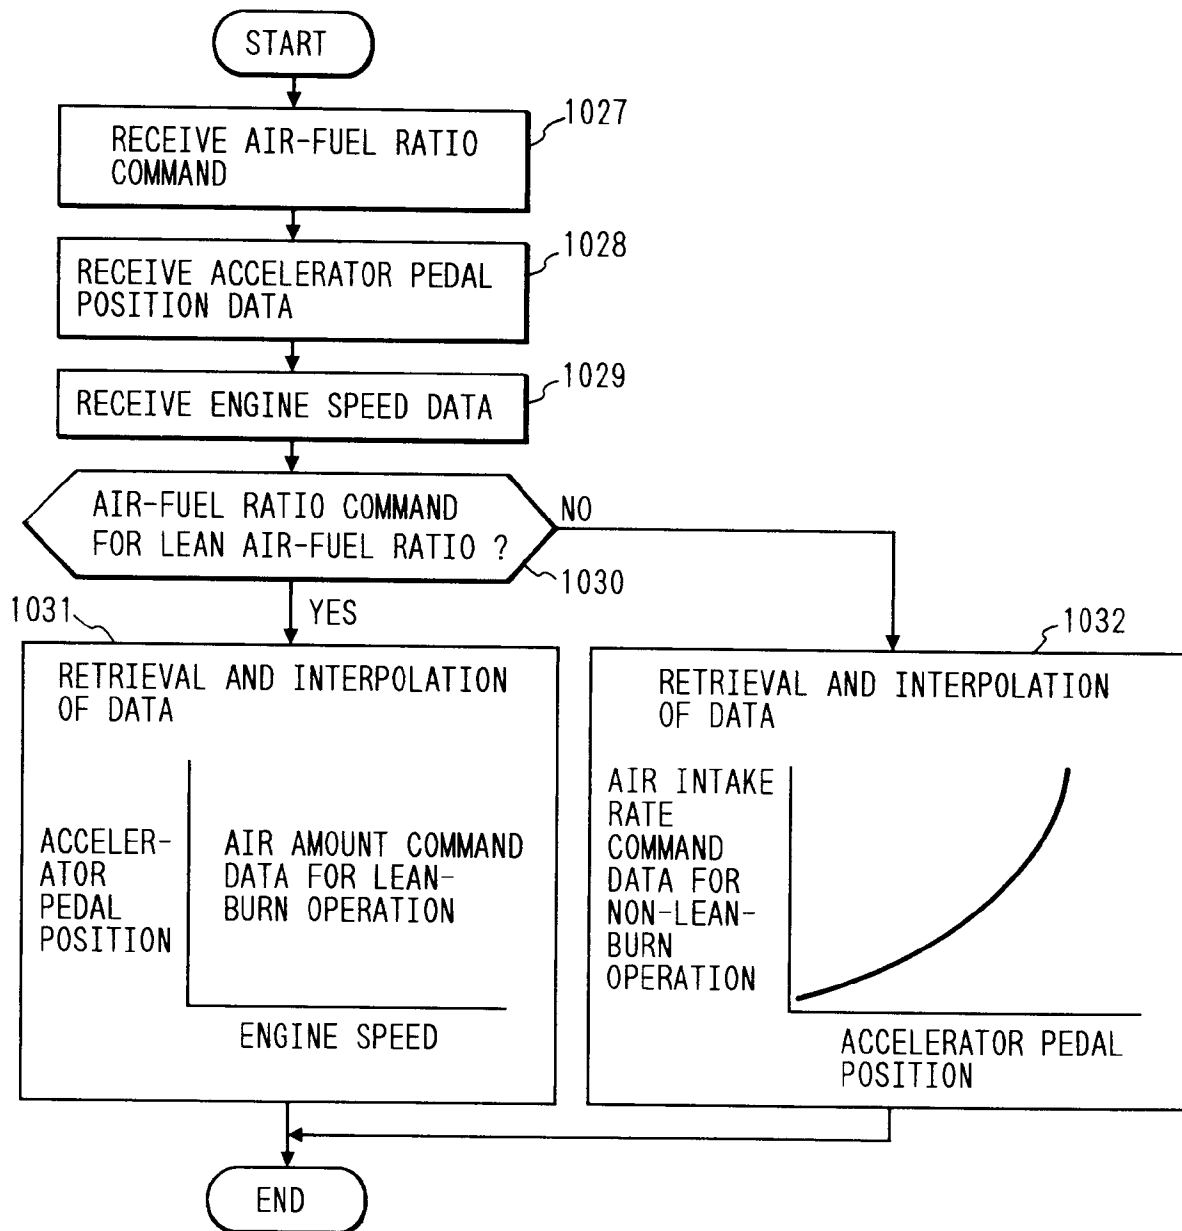 START
RECEIVE AIR-FUEL RATIO
COMMAND
1027
RECEIVE ACCELERATOR PEDAL
POSITION DATA
1028
RECEIVE ENGINE SPEED DATA
1029
AIR-FUEL RATIO COMMAND
FOR LEAN AIR-FUEL RATIO ?
NO
1030
YES
1031
RETRIEVAL AND INTERPOLATION
OF DATA
ACCELER-
ATOR
PEDAL
POSITION
AIR AMOUNT COMMAND
DATA FOR LEAN-
BURN OPERATION
ENGINE SPEED
1032
RETRIEVAL AND INTERPOLATION
OF DATA
AIR INTAKE
RATE
COMMAND
DATA FOR
NON-LEAN-
BURN
OPERATION
ACCELERATOR PEDAL
POSITION
END